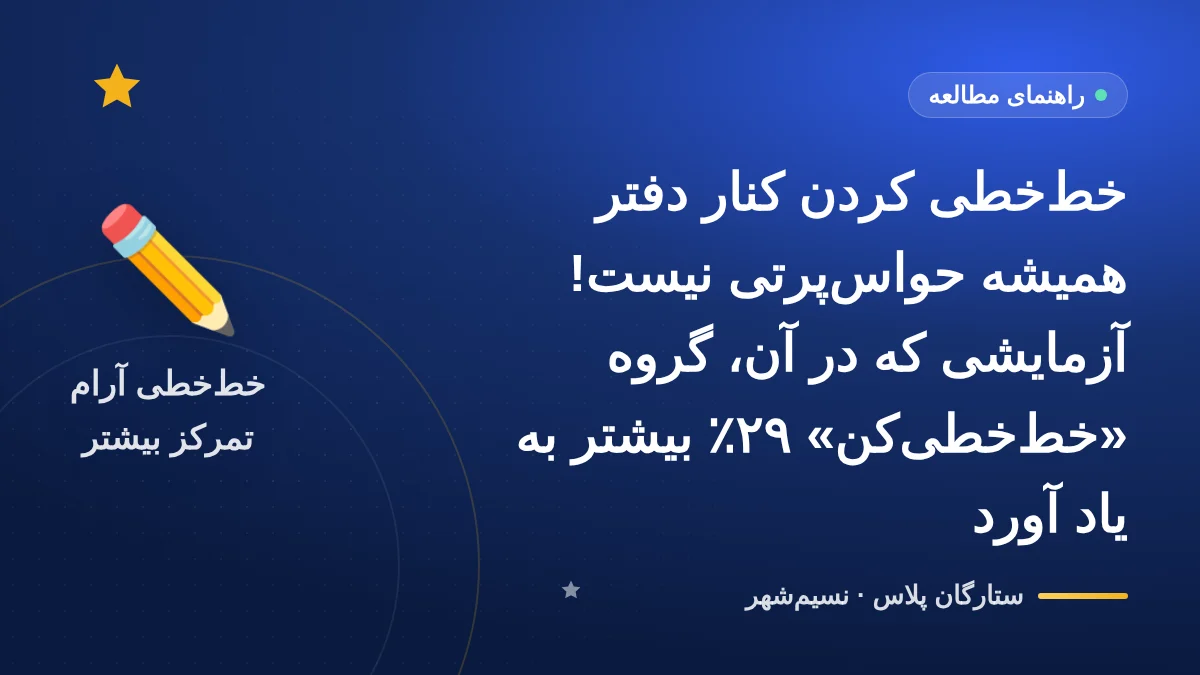 راهنمای مطالعه
خط‌خطی کردن کنار دفتر
همیشه حواس‌پرتی نیست!
آزمایشی که در آن، گروه
«خط‌خطی‌کن» ۲۹٪ بیشتر به
یاد آورد
خط‌خطی آرام
تمرکز بیشتر
ستارگان پلاس · نسیم‌شهر